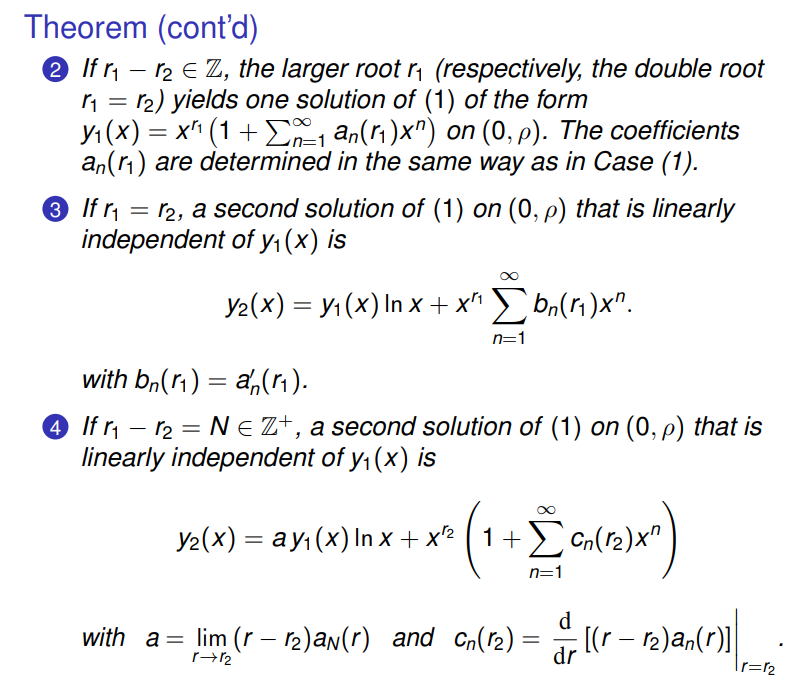 Theorem (cont’d)
2 If r₁ − r₂ ∈ ℤ, the larger root r₁ (respectively, the double root
r₁ = r₂) yields one solution of (1) of the form
y₁(x) = x^{r₁}(1 + ∑_{n=1}^{∞} aₙ(r₁)xⁿ) on (0, ρ). The coefficients
aₙ(r₁) are determined in the same way as in Case (1).
3 If r₁ = r₂, a second solution of (1) on (0, ρ) that is linearly
independent of y₁(x) is
y₂(x) = y₁(x) ln x + x^{r₁} ∑_{n=1}^{∞} bₙ(r₁)xⁿ.
with bₙ(r₁) = a′ₙ(r₁).
4 If r₁ − r₂ = N ∈ ℤ⁺, a second solution of (1) on (0, ρ) that is
linearly independent of y₁(x) is
y₂(x) = a y₁(x) ln x + x^{r₂} (1 + ∑_{n=1}^{∞} cₙ(r₂)xⁿ)
with a = lim_{r→r₂} (r − r₂)a_N(r) and cₙ(r₂) = d/dr [(r − r₂)aₙ(r)]|_{r=r₂}.